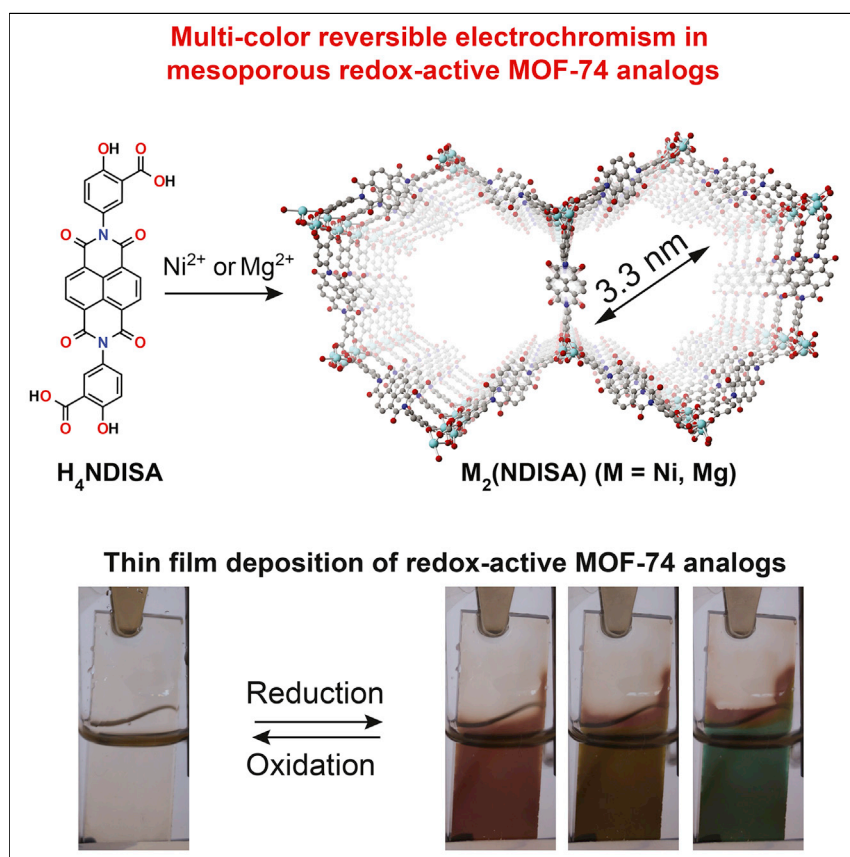 Multi-color reversible electrochromism in
mesoporous redox-active MOF-74 analogs
OH
O
OH
O N O
O N O
HO
O
OH
Ni²⁺ or Mg²⁺
3.3 nm
H₄NDISA
M₂(NDISA) (M = Ni, Mg)
Thin film deposition of redox-active MOF-74 analogs
Reduction
Oxidation